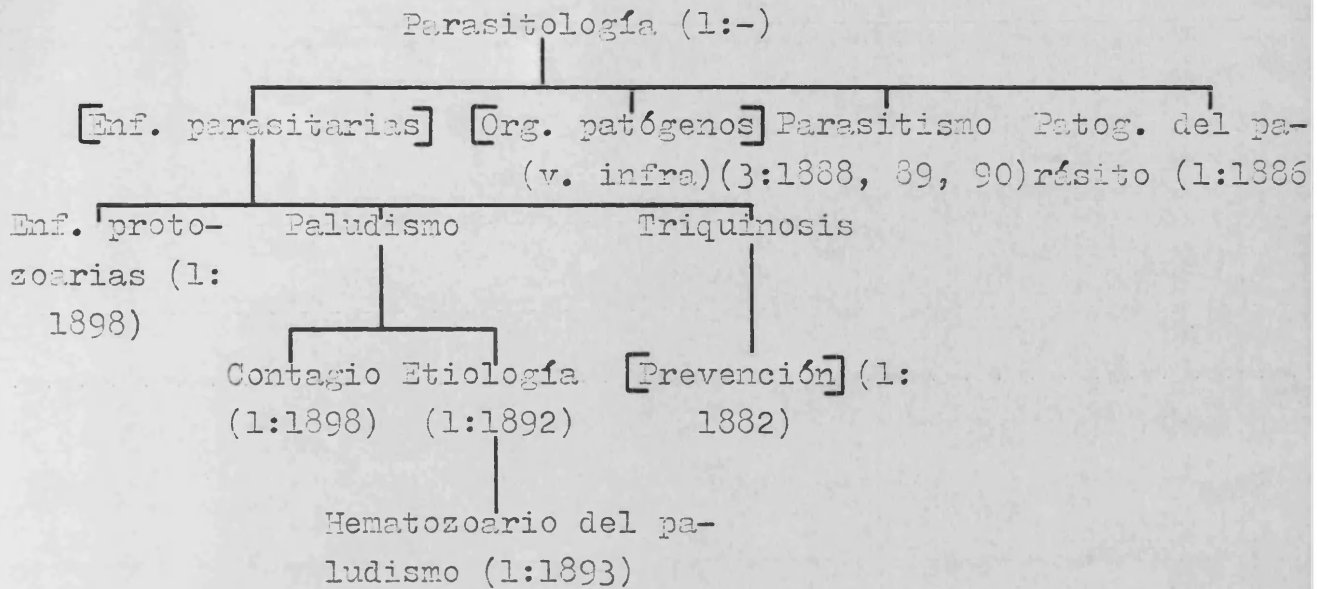 Parasitología (1:-)
[Enf. parasitarias] [Org. patógenos] Parasitismo Patog. del pa-
(v. infra)(3:1888, 89, 90)rásito (1:1886
Enf. proto- Paludismo Triquinosis
zoarias (1:
1898)
Contagio Etiología [Prevención] (1:
(1:1898) (1:1892) 1882)
Hematozoario del pa-
ludismo (1:1893)